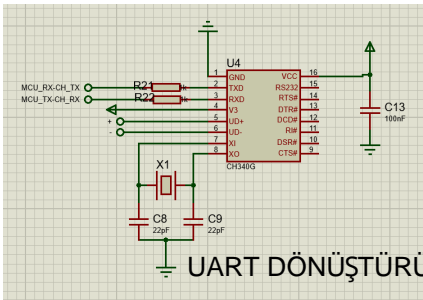 U4
MCU_RX-CH_TX
R21
1k
1
GND
VCC
16
MCU_TX-CH_RX
R22
1k
2
TXD
RS232
15
3
RXD
RTS#
14
4
V3
DTR#
13
+
5
UD+
DCD#
12
-
6
UD-
RI#
11
7
XI
DSR#
10
8
XO
CTS#
9
CH340G
C13
100nF
X1
C8
22pF
C9
22pF
UART DÖNÜŞTÜRÜ